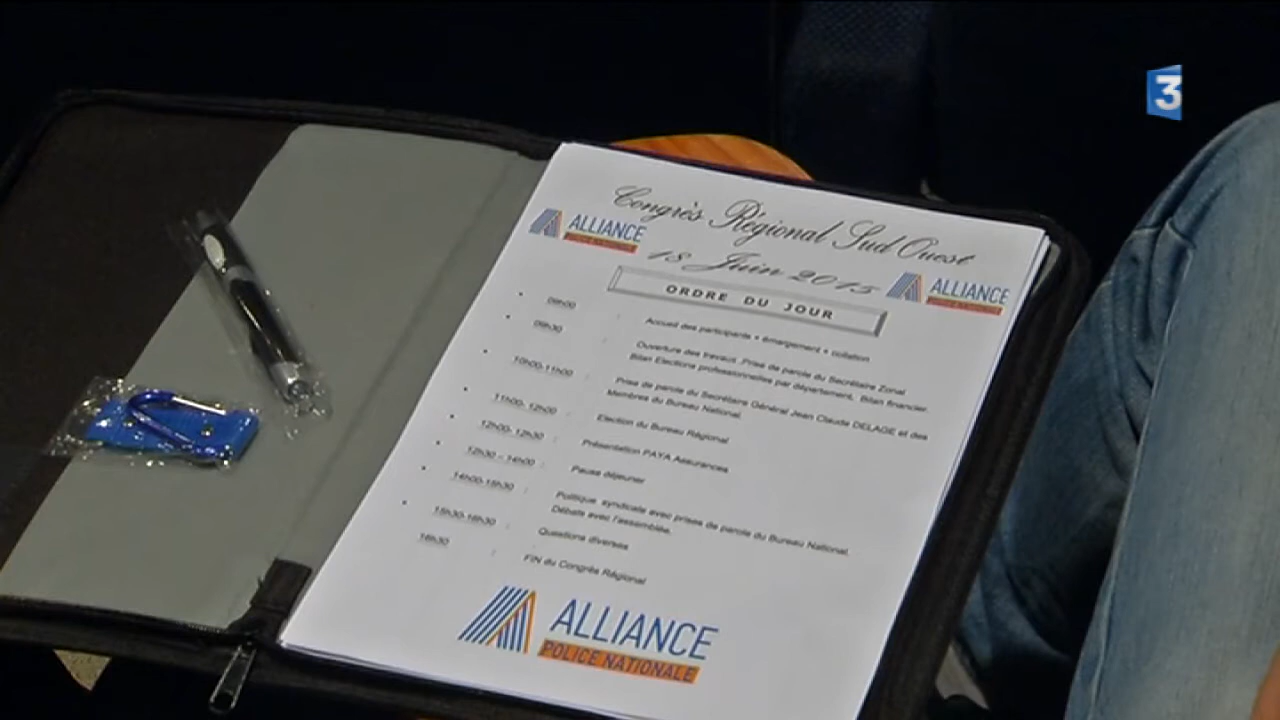 3
Congrès Régional Sud Ouest
ALLIANCE
POLICE NATIONALE
18 Juin 2015
ALLIANCE
POLICE NATIONALE
ORDRE DU JOUR
09h00 : Accueil des participants + émargement + collation
09h30 : Ouverture des travaux. Prise de parole du Secrétaire Zonal
Bilan Elections professionnelles par département, Bilan financier.
10h00-11h00 : Prise de parole du Secrétaire Général Jean Claude DELAGE et des
Membres du Bureau National.
11h00- 12h00 : Election du Bureau Régional
12h00- 12h30 : Présentation PAYA Assurances
12h30 – 14h00 : Pause déjeuner
14h00-15h30 : Politique syndicale avec prises de parole du Bureau National.
Débats avec l'assemblée.
15h30-16h30 : Questions diverses
16h30 : FIN du Congrès Régional
ALLIANCE
POLICE NATIONALE